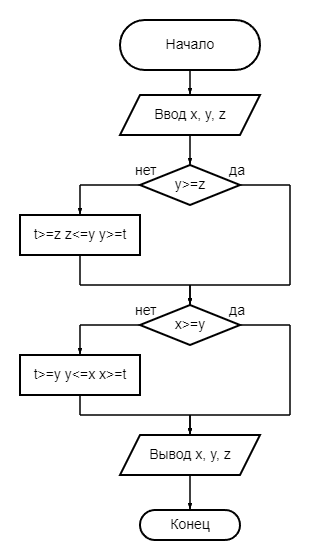 Начало
Ввод x, y, z
нет
да
y>=z
t>=z z<=y y>=t
нет
да
x>=y
t>=y y<=x x>=t
Вывод x, y, z
Конец